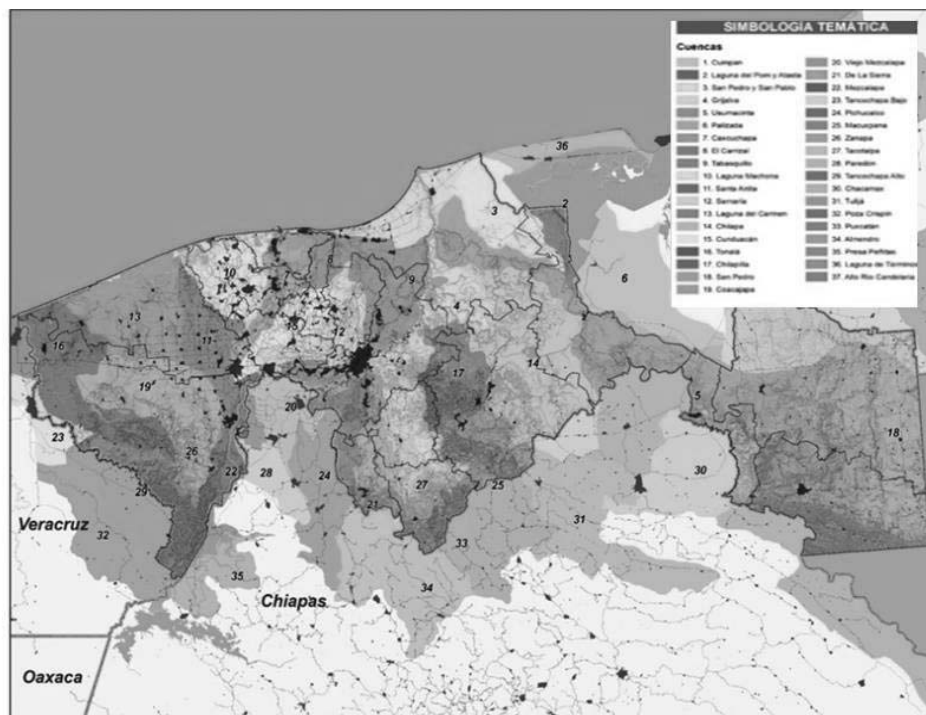 SIMBOLOGÍA TEMÁTICA
Cuencas
1. Cumpan
2. Laguna del Pom y Atasta
3. San Pedro y San Pablo
4. Grijalva
5. Usumacinta
6. Palizada
7. Caxcuchapa
8. El Carrizal
9. Tabasquillo
10. Laguna Machona
11. Santa Anita
12. Samaria
13. Laguna del Carmen
14. Chilapa
15. Cunduacán
16. Tonalá
17. Chilapilla
18. San Pedro
19. Coacajapa
20. Viejo Mezcalapa
21. De La Sierra
22. Mezcalapa
23. Tancochapa Bajo
24. Pichucalco
25. Macuspana
26. Zanapa
27. Tacotalpa
28. Paredón
29. Tancochapa Alto
30. Chacamax
31. Tulijá
32. Poza Crispín
33. Puxcatán
34. Almendro
35. Presa Peñitas
36. Laguna de Términos
37. Alto Río Candelaria
36
3
2
10
7
8
6
9
4
13
15
12
16
11
14
17
19
5
20
18
23
26
22
28
24
30
27
25
29
21
31
Veracruz
32
33
35
34
Chiapas
Oaxaca